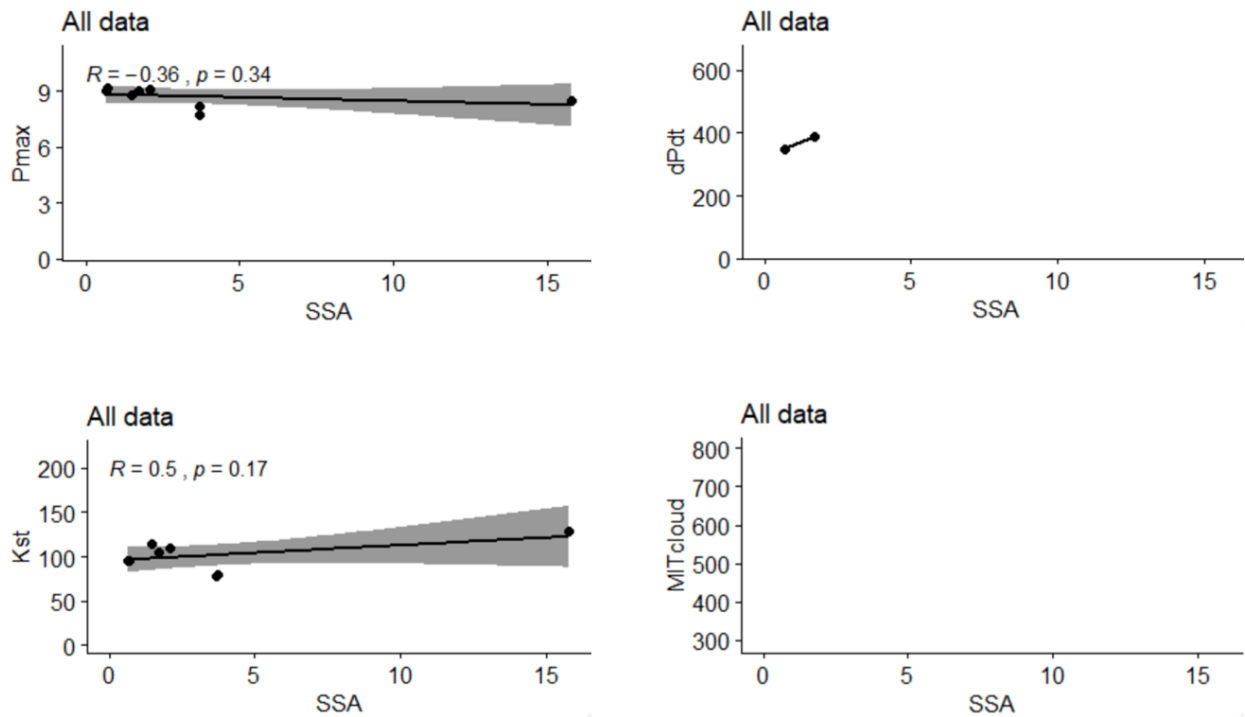 All data
R = −0.36 , p = 0.34
9
6
3
0
Pmax
0 5 10 15
SSA
All data
600
400
200
0
dPdt
0 5 10 15
SSA
All data
R = 0.5 , p = 0.17
200
150
100
50
0
Kst
0 5 10 15
SSA
All data
800
700
600
500
400
300
MITcloud
0 5 10 15
SSA